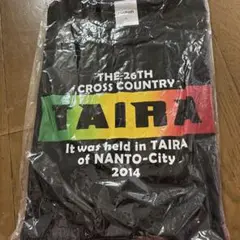 THE 26TH
CROSS COUNTRY
TAIRA
It was held in TAIRA
of NANTO-City
2014